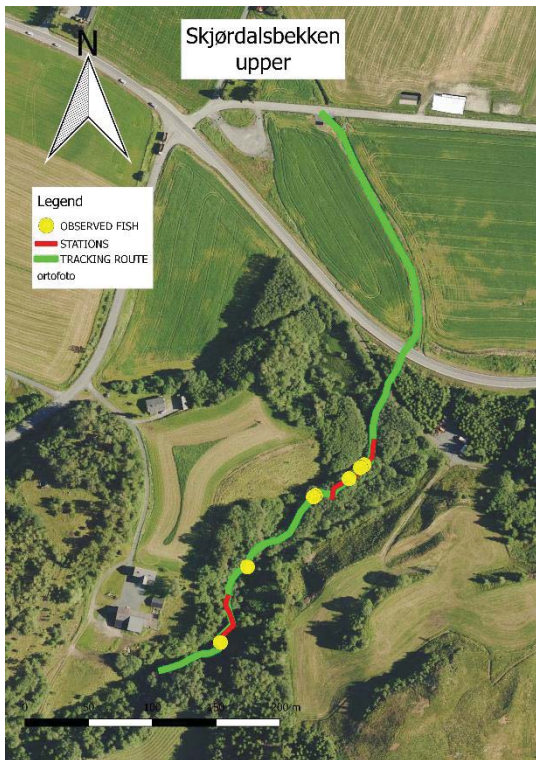 Skjørdalsbekken
upper
N
Legend
OBSERVED FISH
STATIONS
TRACKING ROUTE
ortofoto
0 50 100 150 200 m